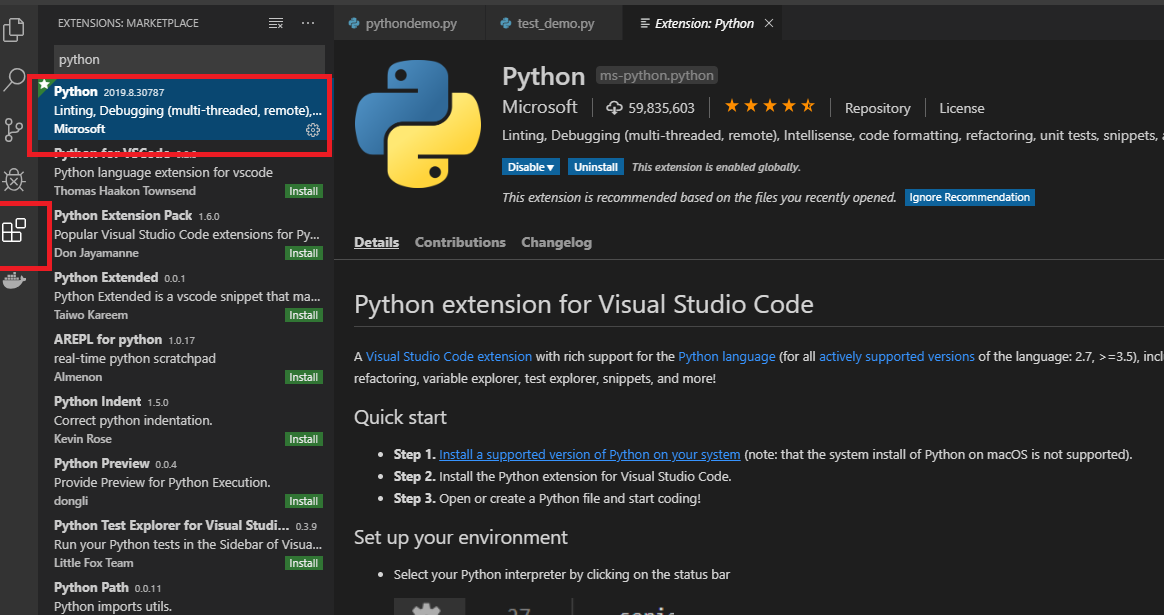 EXTENSIONS: MARKETPLACE
python
Python 2019.8.30787
Linting, Debugging (multi-threaded, remote),...
Microsoft
Python for VSCode
Python language extension for vscode
Thomas Haakon Townsend Install
Python Extension Pack 1.6.0
Popular Visual Studio Code extensions for Py...
Don Jayamanne Install
Python Extended 0.0.1
Python Extended is a vscode snippet that ma...
Taiwo Kareem Install
AREPL for python 1.0.17
real-time python scratchpad
Almenon Install
Python Indent 1.5.0
Correct python indentation.
Kevin Rose Install
Python Preview 0.0.4
Provide Preview for Python Execution.
dongli Install
Python Test Explorer for Visual Studi... 0.3.9
Run your Python tests in the Sidebar of Visua...
Little Fox Team Install
Python Path 0.0.11
Python imports utils.
pythondemo.py test_demo.py Extension: Python
Python ms-python.python
Microsoft 59,835,603 Repository License
Linting, Debugging (multi-threaded, remote), Intellisense, code formatting, refactoring, unit tests, snippets,
Disable Uninstall This extension is enabled globally.
This extension is recommended based on the files you recently opened. Ignore Recommendation
Details Contributions Changelog
Python extension for Visual Studio Code
A Visual Studio Code extension with rich support for the Python language (for all actively supported versions of the language: 2.7, >=3.5), inclu
refactoring, variable explorer, test explorer, snippets, and more!
Quick start
• Step 1. Install a supported version of Python on your system (note: that the system install of Python on macOS is not supported).
• Step 2. Install the Python extension for Visual Studio Code.
• Step 3. Open or create a Python file and start coding!
Set up your environment
• Select your Python interpreter by clicking on the status bar